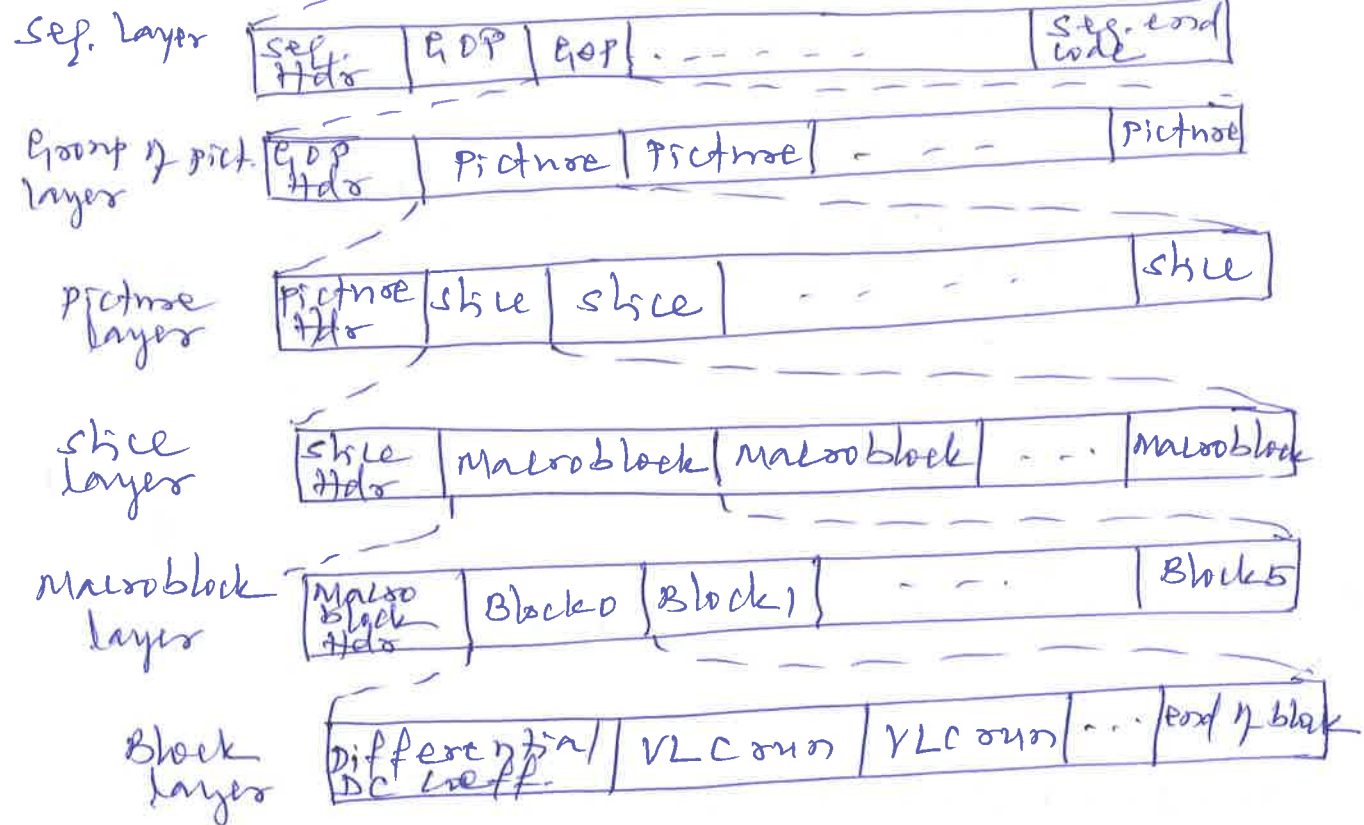 Seq. Layer
Seq. Hdr GOP GOP . - - - - - Seq. end code
Group of pict. layer
GOP Hdr Picture Picture - - - Picture
Picture layer
Picture Hdr slice slice - - - . slice
slice layer
slice Hdr Macroblock Macroblock . - . . Macroblock
Macroblock layer
Macro block Hdr Block0 Block1 - - . Block5
Block layer
Differential DC coeff. VLC run VLC run ... end of block